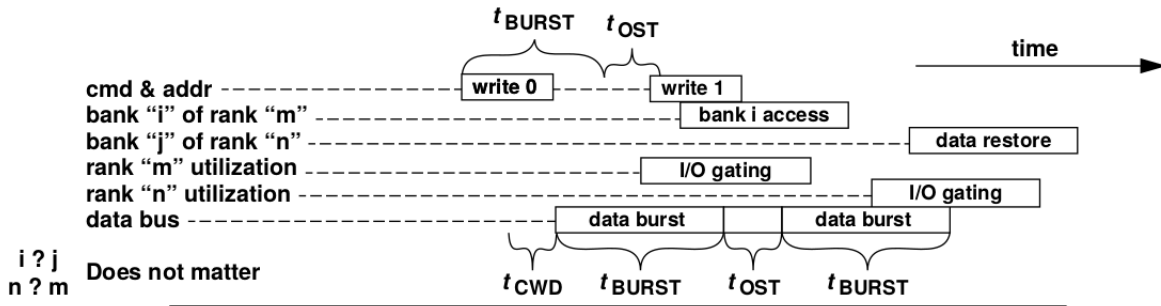 tBURST tOST
time
cmd & addr write 0 write 1
bank “i” of rank “m” bank i access
bank “j” of rank “n” data restore
rank “m” utilization I/O gating
rank “n” utilization I/O gating
data bus data burst data burst
i ? j
n ? m
Does not matter
tCWD tBURST tOST tBURST